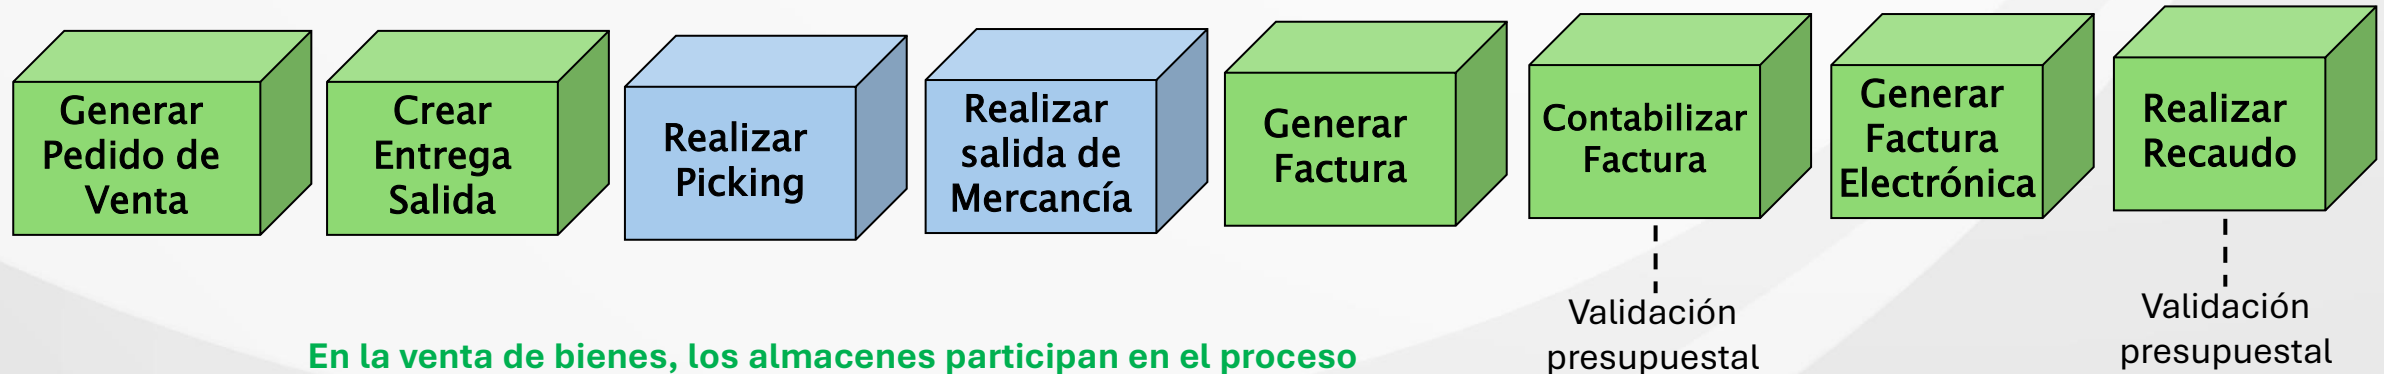 Generar
Pedido de
Venta
Crear
Entrega
Salida
Realizar
Picking
Realizar
salida de
Mercancía
Generar
Factura
Contabilizar
Factura
Generar
Factura
Electrónica
Realizar
Recaudo
Validación
presupuestal
Validación
presupuestal
En la venta de bienes, los almacenes participan en el proceso